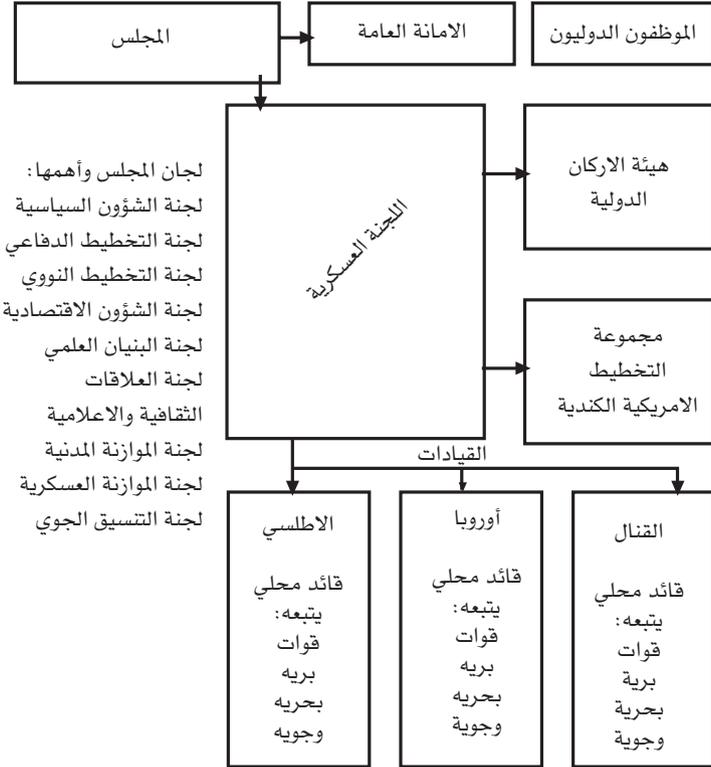 الموظفون الدوليون
الامانة العامة
المجلس
هيئة الاركان
الدولية
اللجنة العسكرية
لجان المجلس وأهمها:
لجنة الشؤون السياسية
لجنة التخطيط الدفاعي
لجنة التخطيط النووي
لجنة الشؤون الاقتصادية
لجنة البنيان العلمي
لجنة العلاقات
الثقافية والاعلامية
لجنة الموازنة المدنية
لجنة الموازنة العسكرية
لجنة التنسيق الجوي
مجموعة
التخطيط
الامريكية الكندية
القيادات
القنال
قائد محلي
يتبعه:
قوات
برية
بحرية
وجوية
أوروبا
قائد محلي
يتبعه:
قوات
بريه
بحريه
وجوية
الاطلسي
قائد محلي
يتبعه:
قوات
بريه
بحريه
وجويه